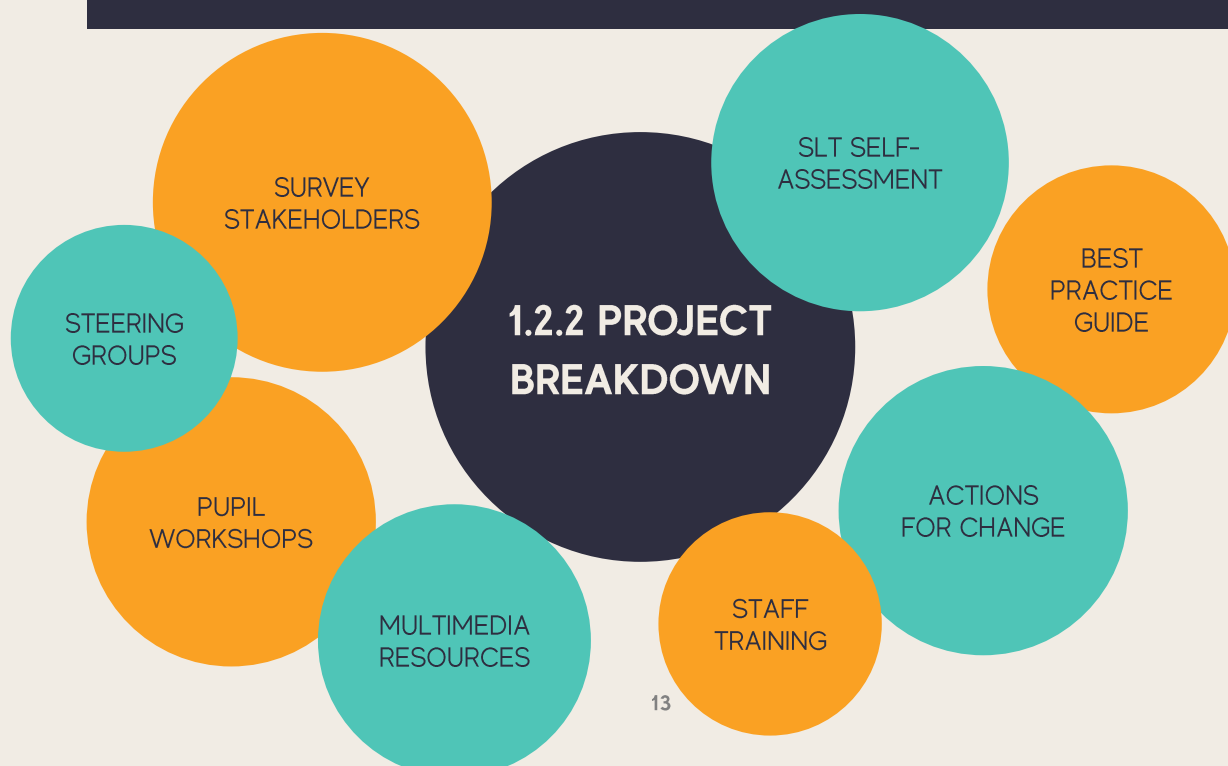 SURVEY
STAKEHOLDERS
SLT SELF-
ASSESSMENT
BEST
PRACTICE
GUIDE
STEERING
GROUPS
1.2.2 PROJECT
BREAKDOWN
PUPIL
WORKSHOPS
ACTIONS
FOR CHANGE
MULTIMEDIA
RESOURCES
STAFF
TRAINING
13